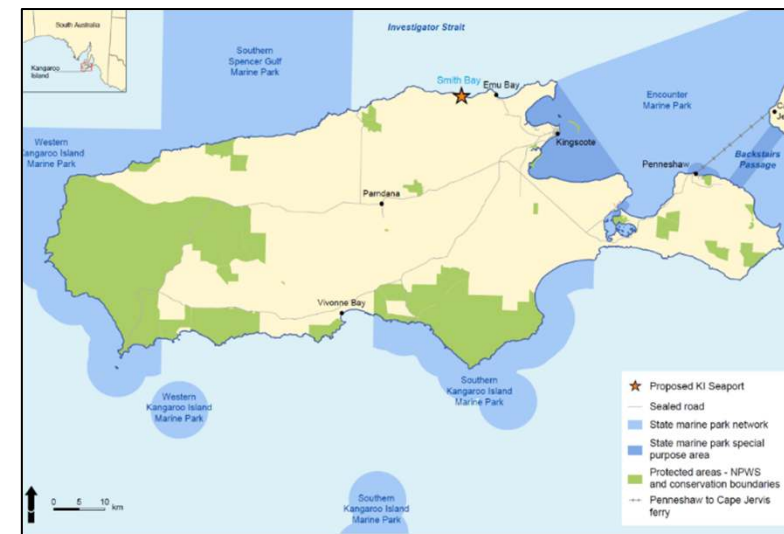 South Australia
Kangaroo
Island
Investigator Strait
Southern
Spencer Gulf
Marine Park
Smith Bay
Emu Bay
Encounter
Marine Park
Western
Kangaroo Island
Marine Park
Kingscote
Backstairs
Passage
Penneshaw
Parndana
Vivonne Bay
Southern
Kangaroo Island
Marine Park
Western
Kangaroo Island
Marine Park
Southern
Kangaroo Island
Marine Park
0 5 10
km
Proposed KI Seaport
Sealed road
State marine park network
State marine park special
purpose area
Protected areas - NPWS
and conservation boundaries
Penneshaw to Cape Jervis
ferry